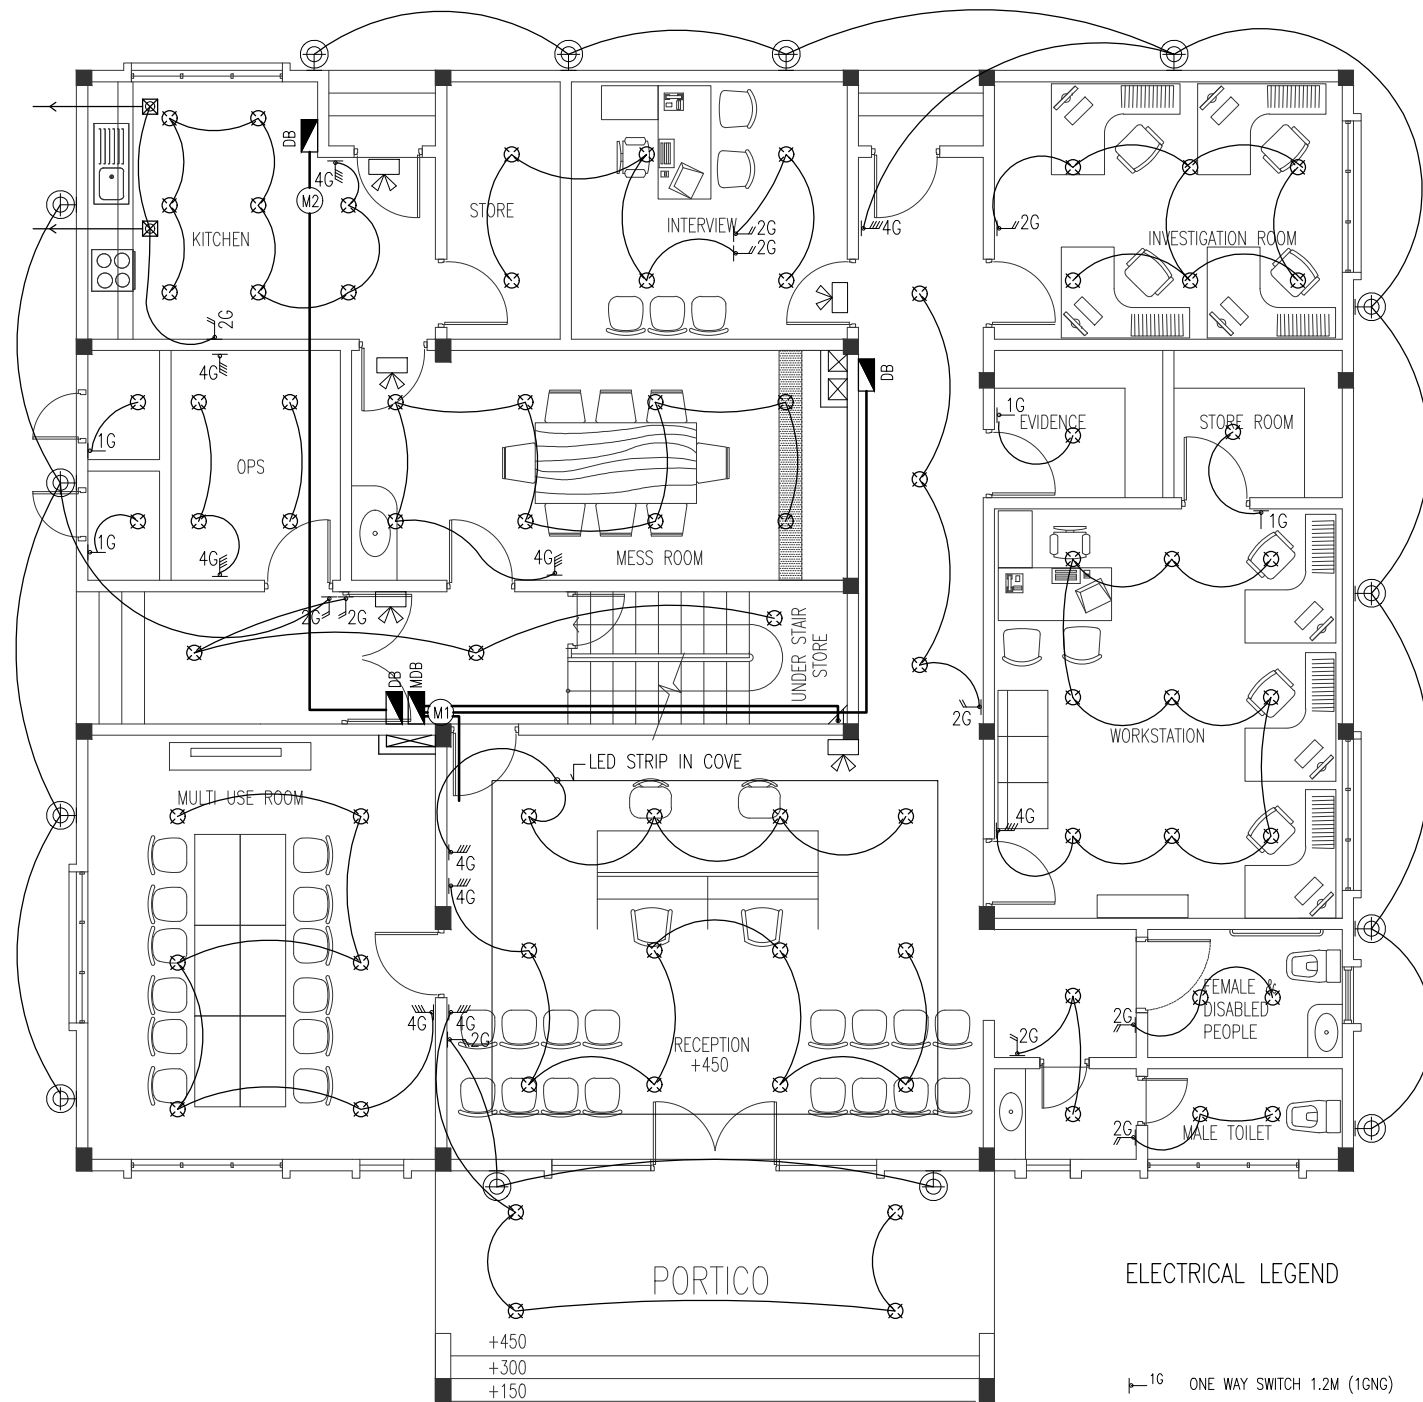 DB
4G
M2
STORE
KITCHEN
INTERVIEW
2G
2G
4G
2G
INVESTIGATION ROOM
2G
4G
DB
1G
EVIDENCE
STORE ROOM
1G
OPS
1G
4G
4G
MESS ROOM
1G
2G
2G
UNDER STAIR
STORE
DB
MDB
M1
2G
WORKSTATION
LED STRIP IN COVE
MULTI USE ROOM
4G
4G
4G
4G
4G
2G
RECEPTION
+450
2G
2G
FEMALE &
DISABLED
PEOPLE
2G
MALE TOILET
PORTICO
ELECTRICAL LEGEND
+450
+300
+150
1G
ONE WAY SWITCH 1.2M (1GNG)